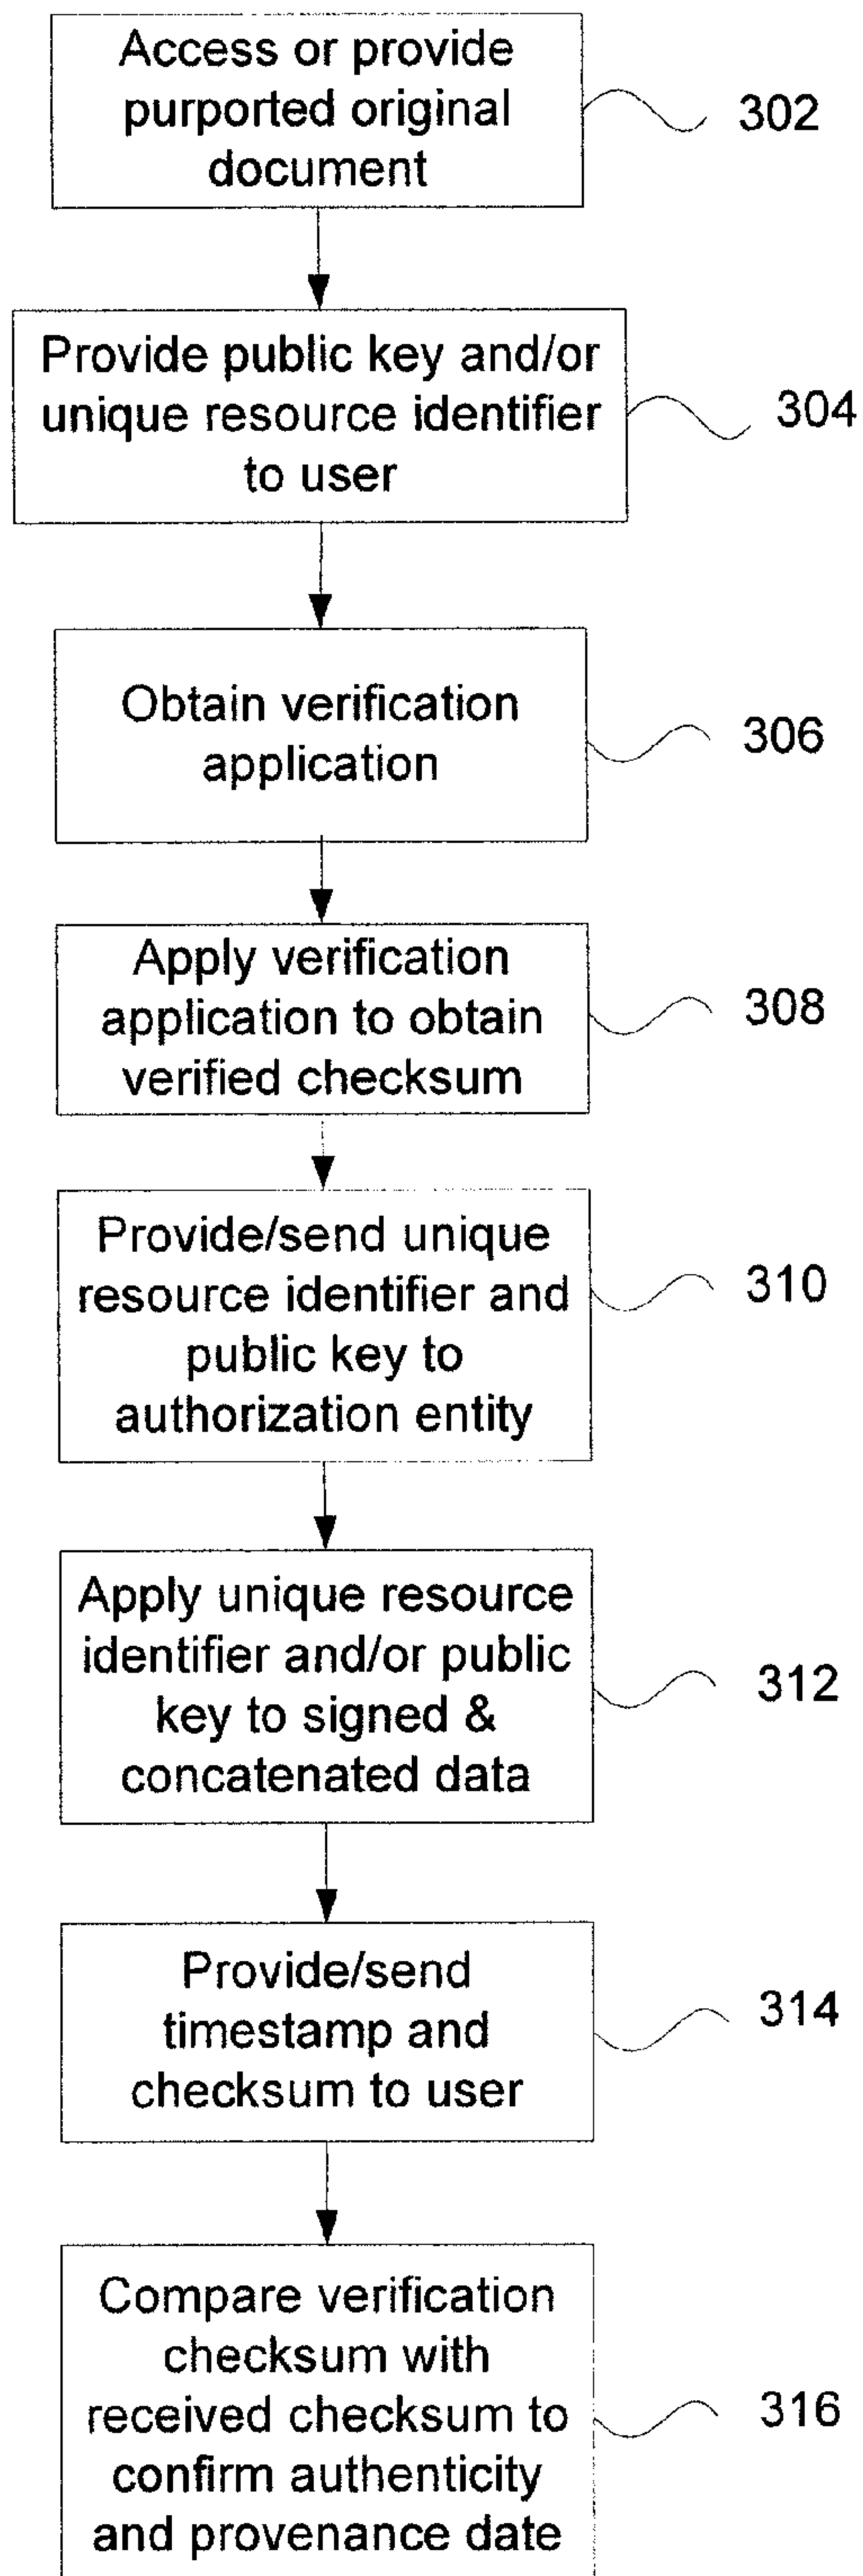 Access or provide
purported original
document
302
Provide public key and/or
unique resource identifier
to user
304
Obtain verification
application
306
Apply verification
application to obtain
verified checksum
308
Provide/send unique
resource identifier and
public key to
authorization entity
310
Apply unique resource
identifier and/or public
key to signed &
concatenated data
312
Provide/send
timestamp and
checksum to user
314
Compare verification
checksum with
received checksum to
confirm authenticity
and provenance date
316